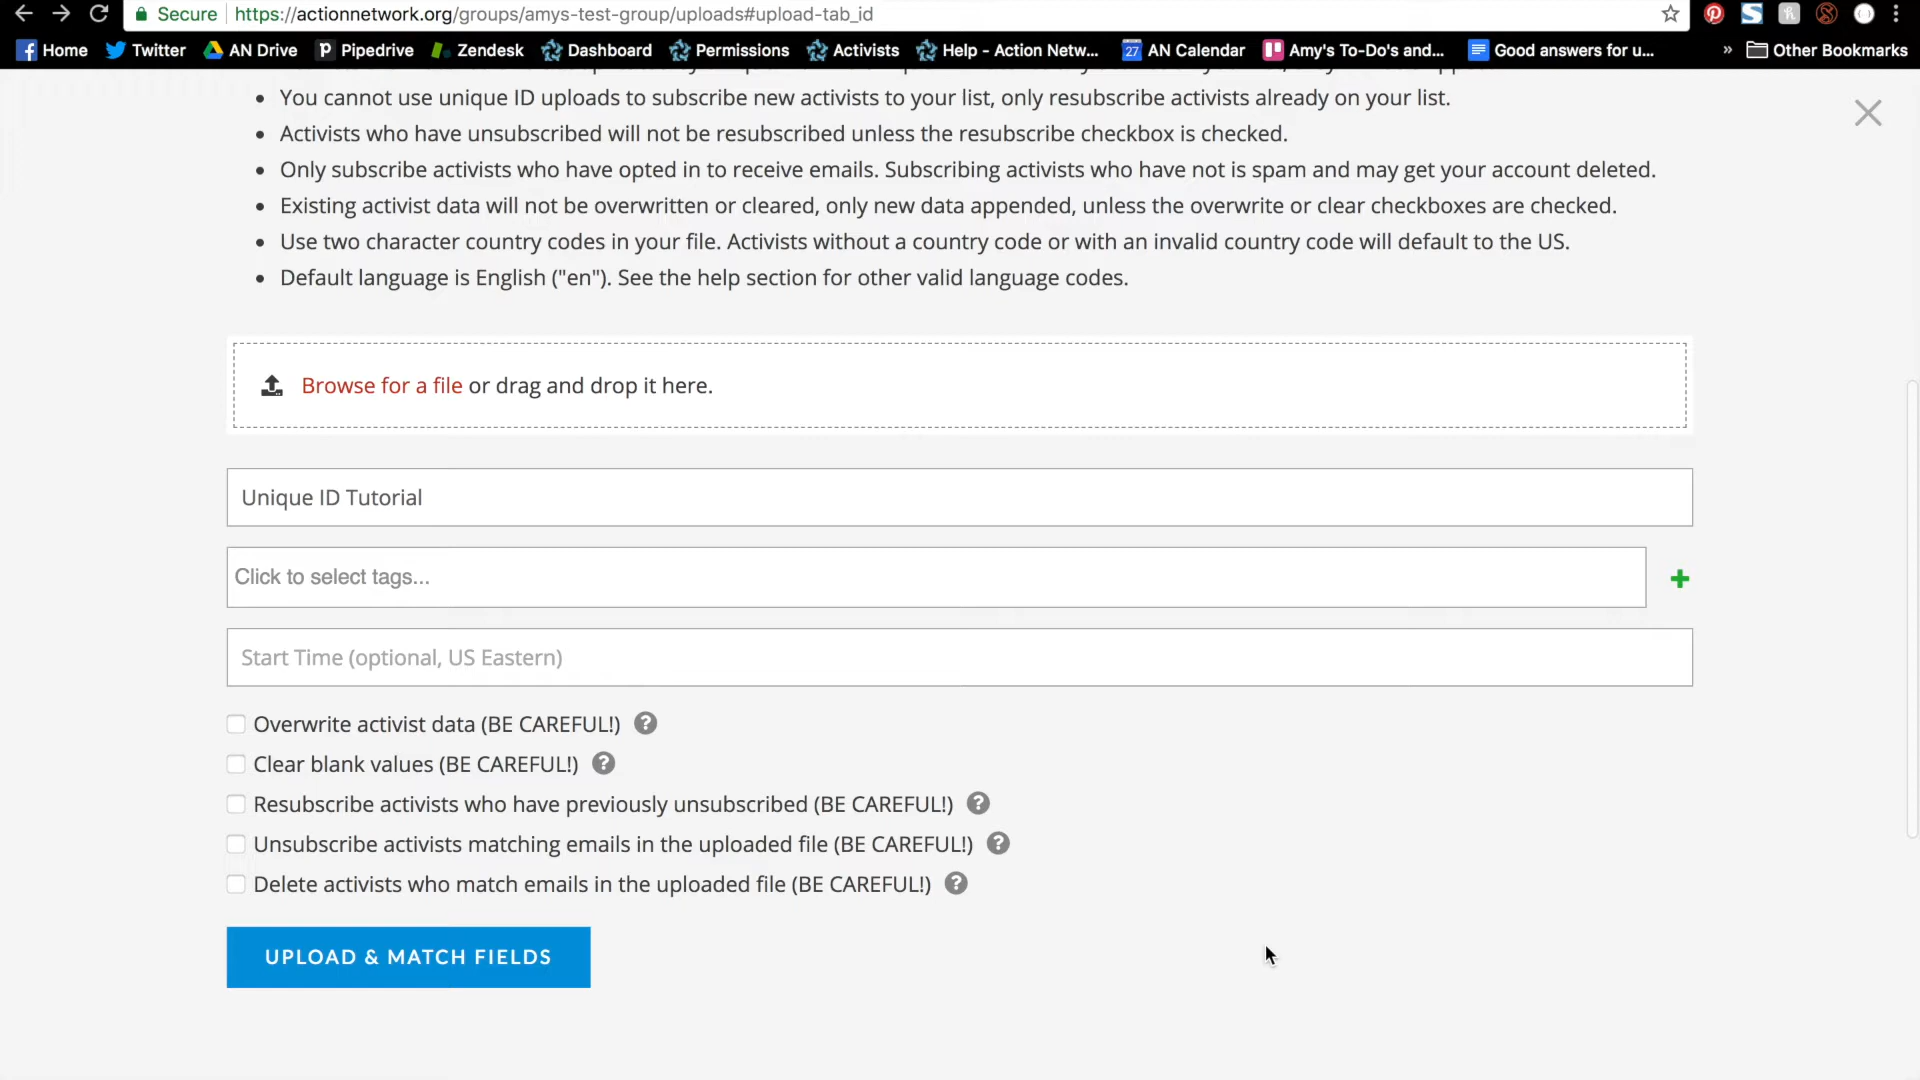 Secure https://actionnetwork.org/groups/amys-test-group/uploads#upload-tab_id
Home Twitter AN Drive Pipedrive Zendesk Dashboard Permissions Activists Help - Action Netw... 27 AN Calendar Amy's To-Do's and... Good answers for u... » Other Bookmarks
• You cannot use unique ID uploads to subscribe new activists to your list, only resubscribe activists already on your list.
• Activists who have unsubscribed will not be resubscribed unless the resubscribe checkbox is checked.
• Only subscribe activists who have opted in to receive emails. Subscribing activists who have not is spam and may get your account deleted.
• Existing activist data will not be overwritten or cleared, only new data appended, unless the overwrite or clear checkboxes are checked.
• Use two character country codes in your file. Activists without a country code or with an invalid country code will default to the US.
• Default language is English ("en"). See the help section for other valid language codes.
Browse for a file or drag and drop it here.
Unique ID Tutorial
Click to select tags...
Start Time (optional, US Eastern)
Overwrite activist data (BE CAREFUL!) ?
Clear blank values (BE CAREFUL!) ?
Resubscribe activists who have previously unsubscribed (BE CAREFUL!) ?
Unsubscribe activists matching emails in the uploaded file (BE CAREFUL!) ?
Delete activists who match emails in the uploaded file (BE CAREFUL!) ?
UPLOAD & MATCH FIELDS